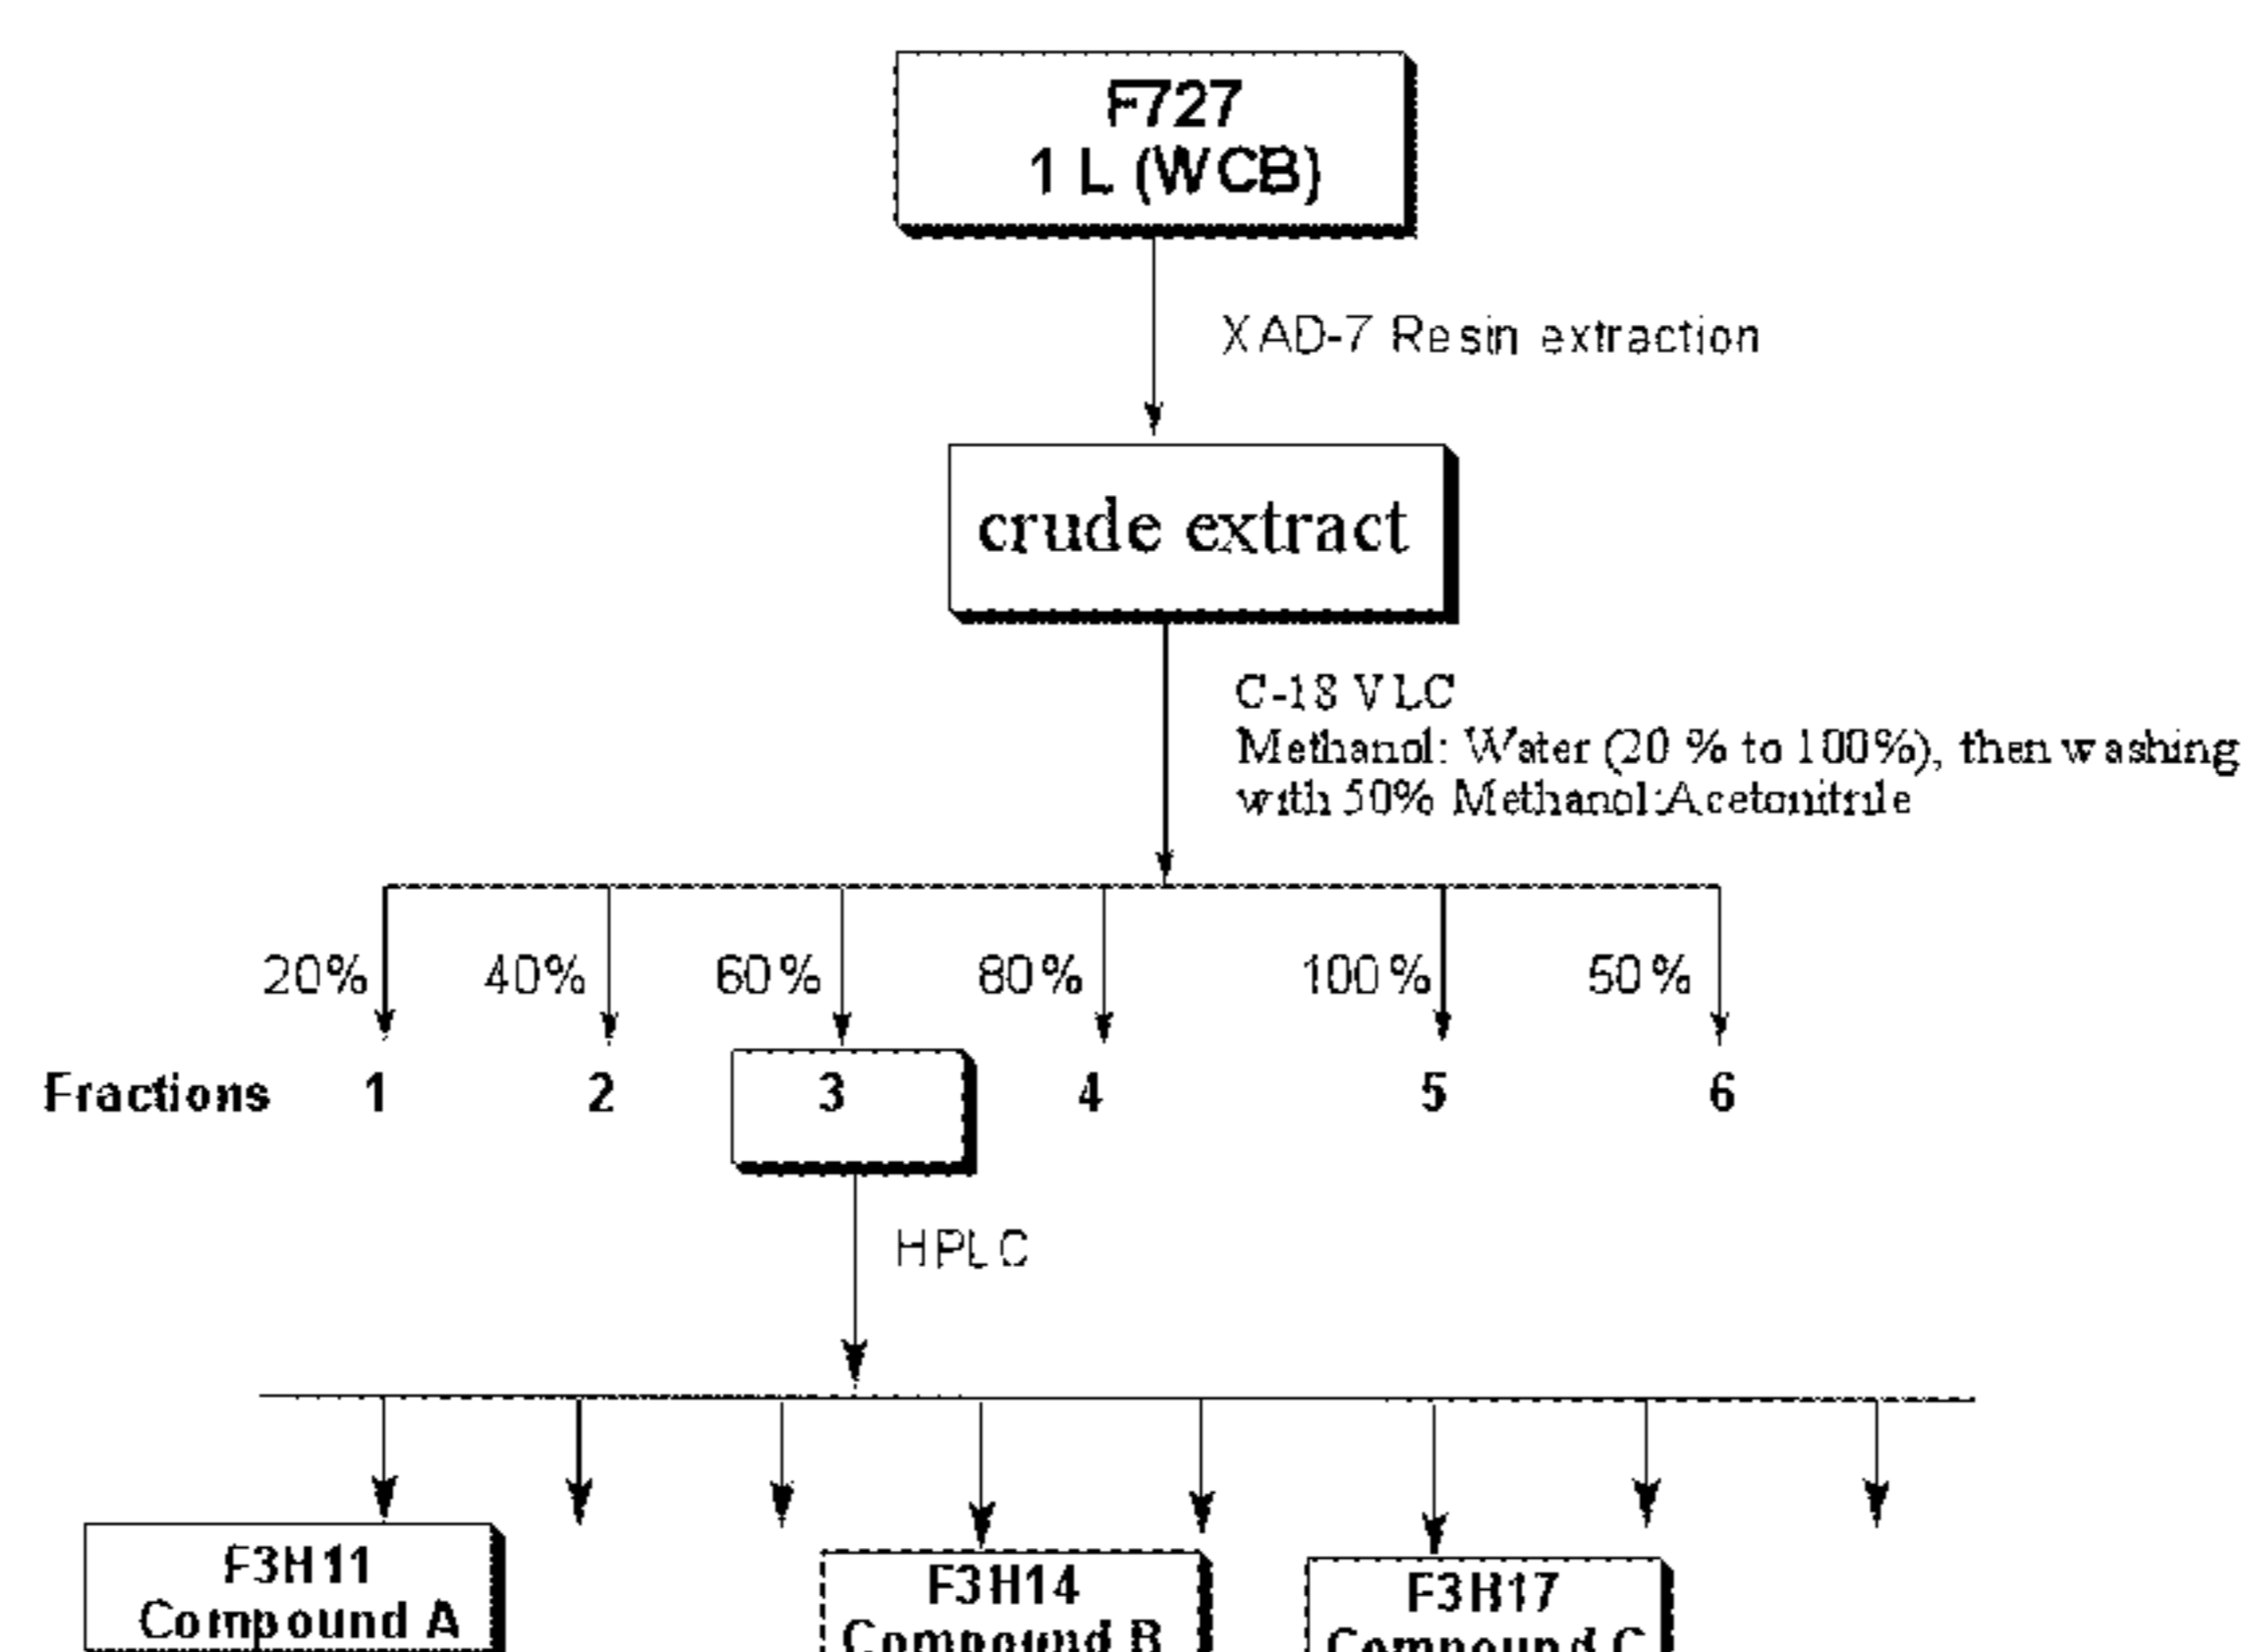 F727
1 L (WCB)
XAD-7 Resin extraction
crude extract
C-18 VLC
Methanol: Water (20 % to 100%), then washing
with 50% Methanol:Acetonitrile
20% 40% 60% 80% 100% 50%
Fractions 1 2 3 4 5 6
HPLC
F3H11 F3H14 F3H17
Compound A Compound B Compound C